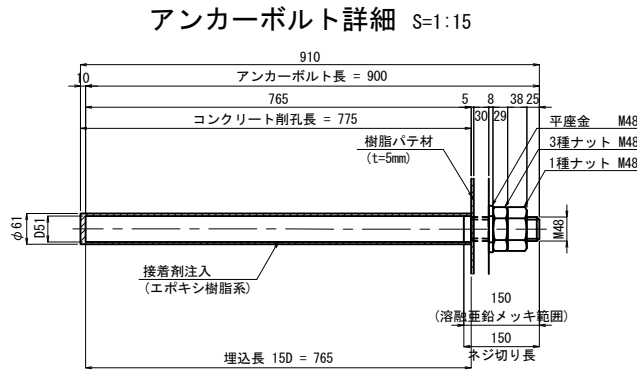 アンカーボルト詳細 S=1:15
910
10 アンカーボルト長 = 900
765 5 8 38 25
30 29
コンクリート削孔長 = 775
平座金 M48
3種ナット M48
1種ナット M48
樹脂パテ材
(t=5mm)
φ61
D51
M48
接着剤注入
(エポキシ樹脂系)
150
(溶融亜鉛メッキ範囲)
150
ネジ切り長
埋込長 15D = 765